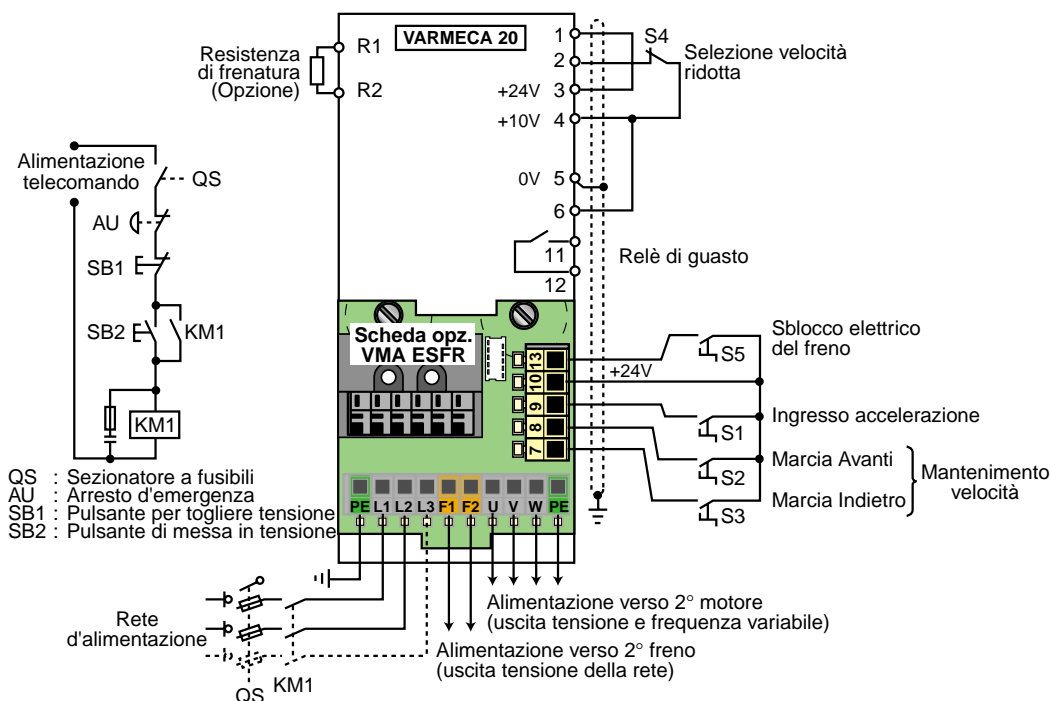 VARMECA 20
R1
R2
Resistenza
di frenatura
(Opzione)
1
2
+24V 3
+10V 4
0V 5
6
11
12
S4
Selezione velocità
ridotta
Relè di guasto
Alimentazione
telecomando
QS
AU
SB1
SB2
KM1
KM1
QS : Sezionatore a fusibili
AU : Arresto d'emergenza
SB1 : Pulsante per togliere tensione
SB2 : Pulsante di messa in tensione
Scheda opz.
VMA ESFR
13
10
9
8
7
+24V
Sblocco elettrico
del freno
S5
Ingresso accelerazione
S1
Marcia Avanti
S2
Marcia Indietro
S3
Mantenimento
velocità
PE L1 L2 L3 F1 F2 U V W PE
Rete
d'alimentazione
QS
KM1
Alimentazione verso 2° motore
(uscita tensione e frequenza variabile)
Alimentazione verso 2° freno
(uscita tensione della rete)